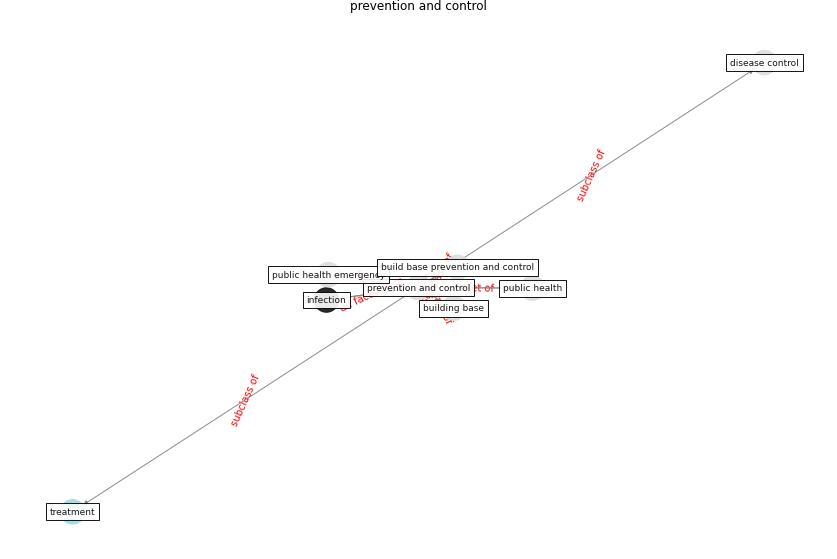 prevention and control
disease control
subclass of
build base prevention and control
public health emergency
prevention and control
public health
infection
building base
subclass of
treatment